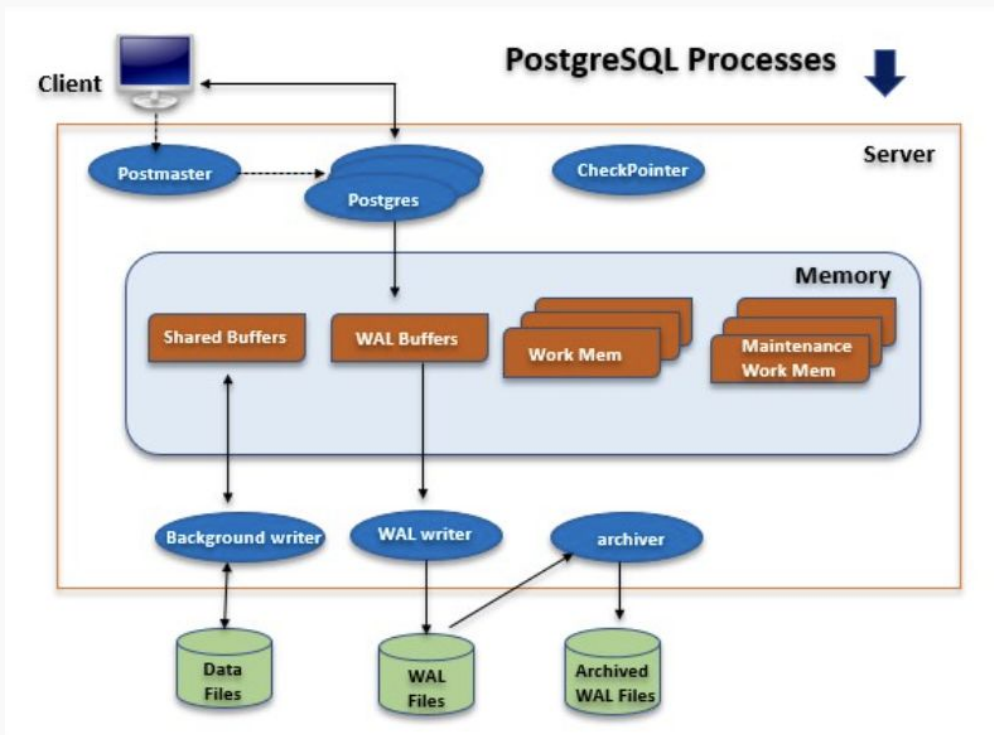 PostgreSQL Processes
Client
Server
Postmaster
CheckPointer
Postgres
Memory
Shared Buffers
WAL Buffers
Work Mem
Maintenance
Work Mem
Background writer
WAL writer
archiver
Data
Files
WAL
Files
Archived
WAL Files